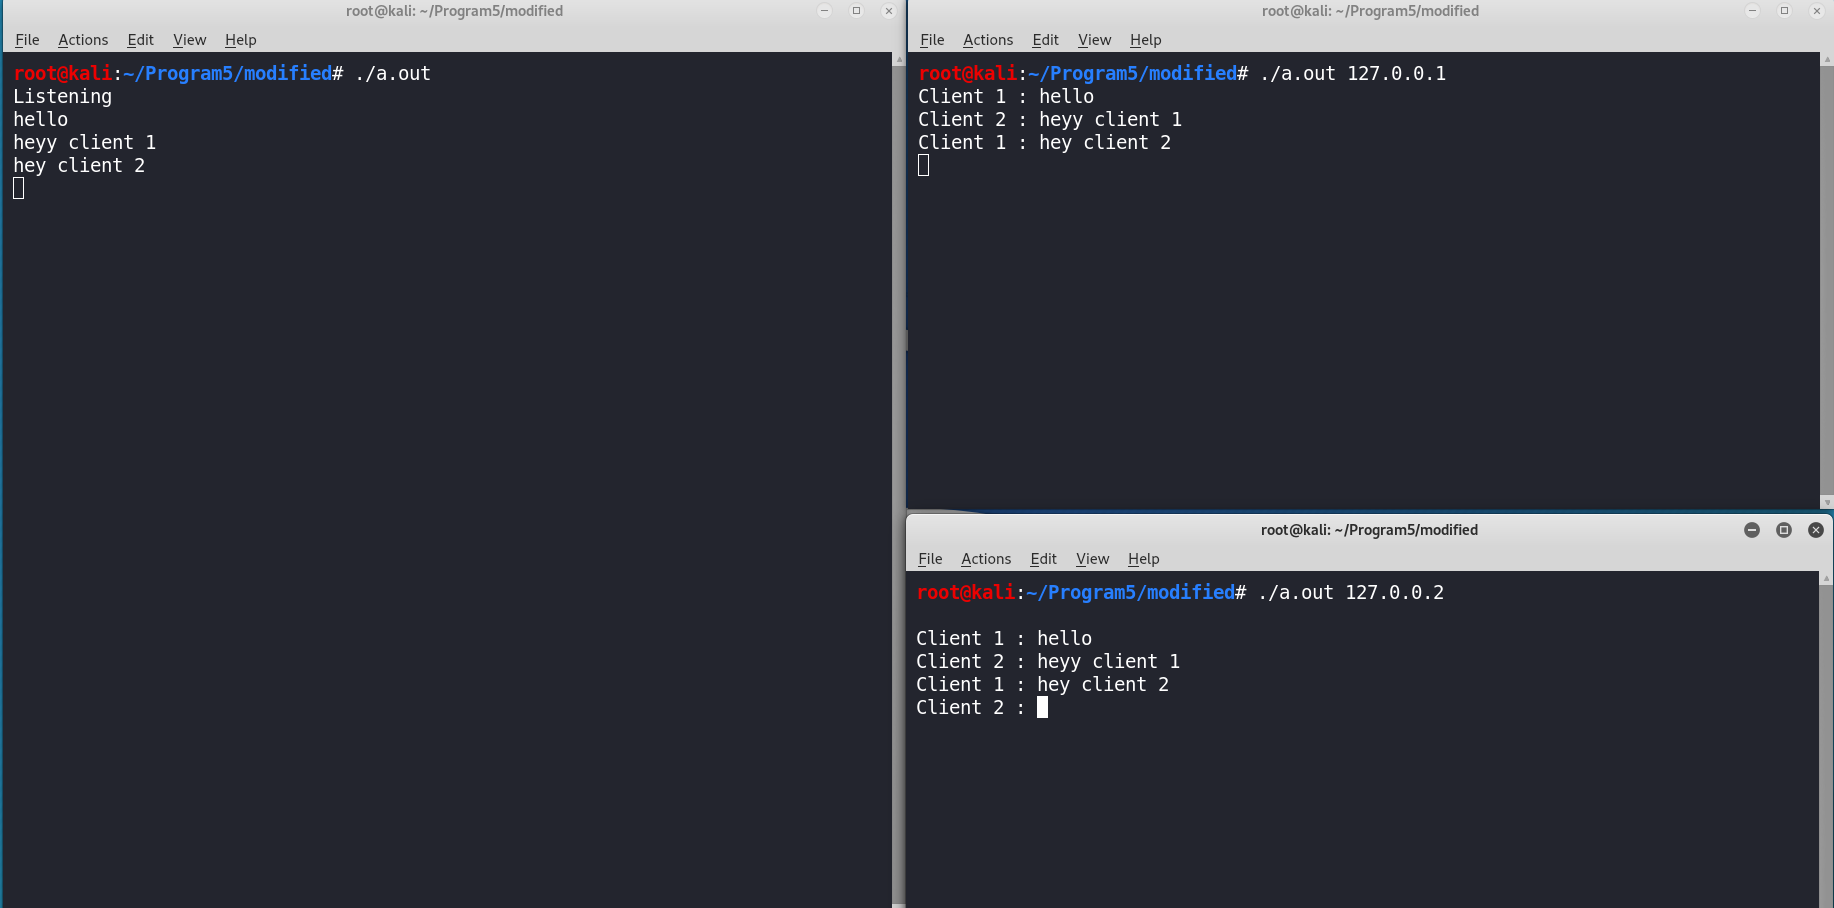 root@kali: ~/Program5/modified
File Actions Edit View Help
root@kali:~/Program5/modified# ./a.out
Listening
hello
heyy client 1
hey client 2
root@kali: ~/Program5/modified
File Actions Edit View Help
root@kali:~/Program5/modified# ./a.out 127.0.0.1
Client 1 : hello
Client 2 : heyy client 1
Client 1 : hey client 2
root@kali: ~/Program5/modified
File Actions Edit View Help
root@kali:~/Program5/modified# ./a.out 127.0.0.2
Client 1 : hello
Client 2 : heyy client 1
Client 1 : hey client 2
Client 2 :